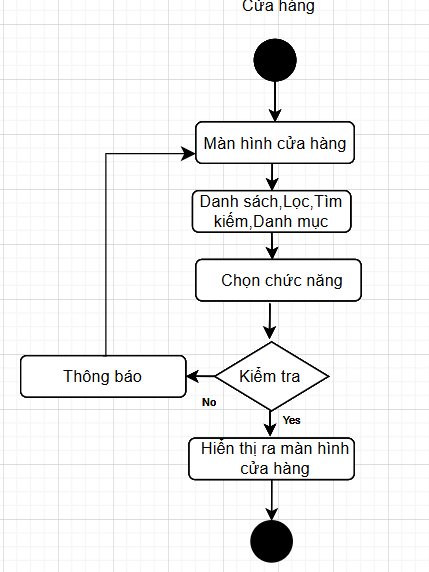 Cửa hàng
Màn hình cửa hàng
Danh sách,Lọc,Tìm
kiếm,Danh mục
Chọn chức năng
Kiểm tra
Thông báo
No
Yes
Hiển thị ra màn hình
cửa hàng